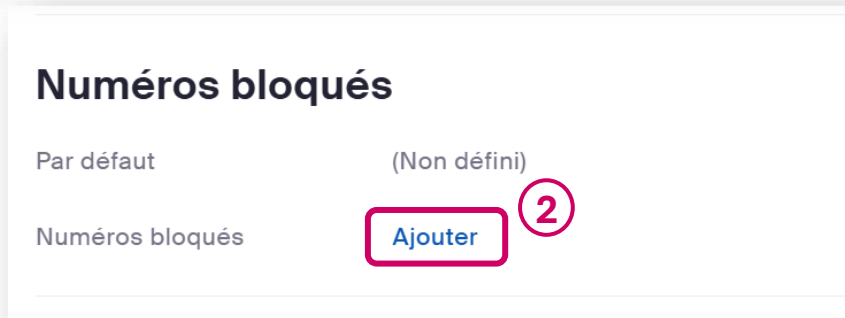 Numéros bloqués
Par défaut (Non défini)
2
Numéros bloqués Ajouter